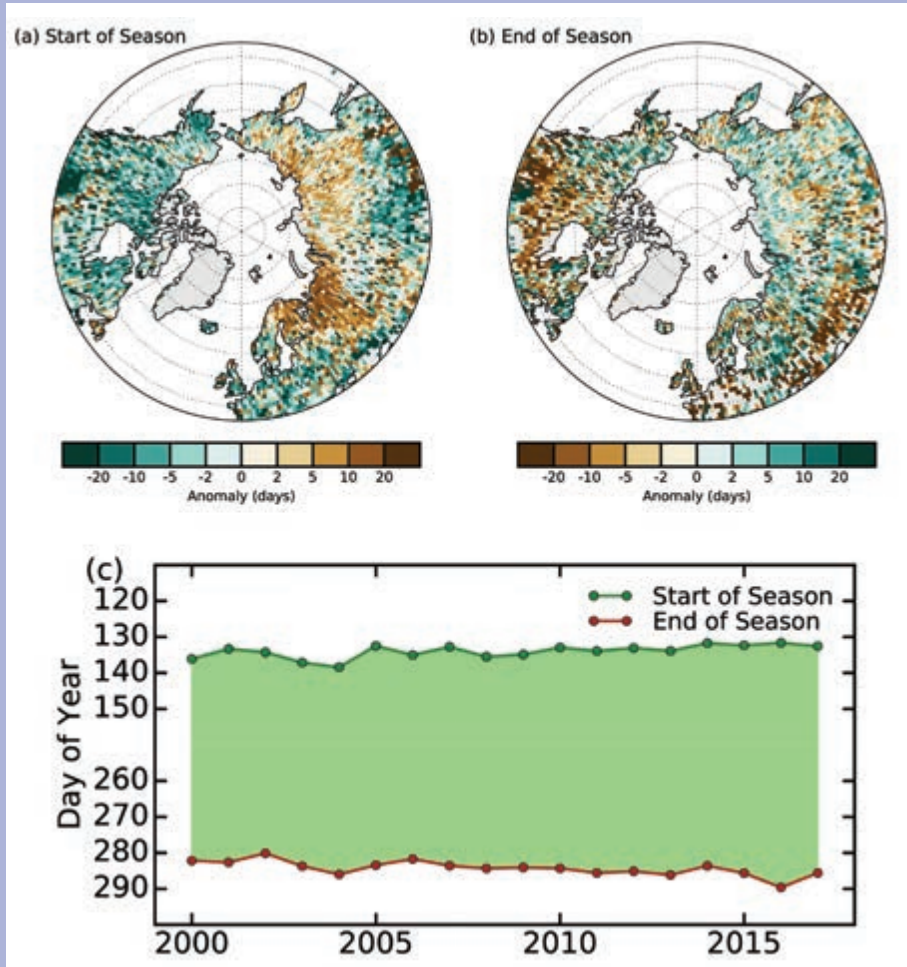 (a) Start of Season
(b) End of Season
-20 -10 -5 -2 0 2 5 10 20
Anomaly (days)
-20 -10 -5 -2 0 2 5 10 20
Anomaly (days)
(c)
Start of Season
End of Season
Day of Year
120
130
140
150
260
270
280
290
2000 2005 2010 2015